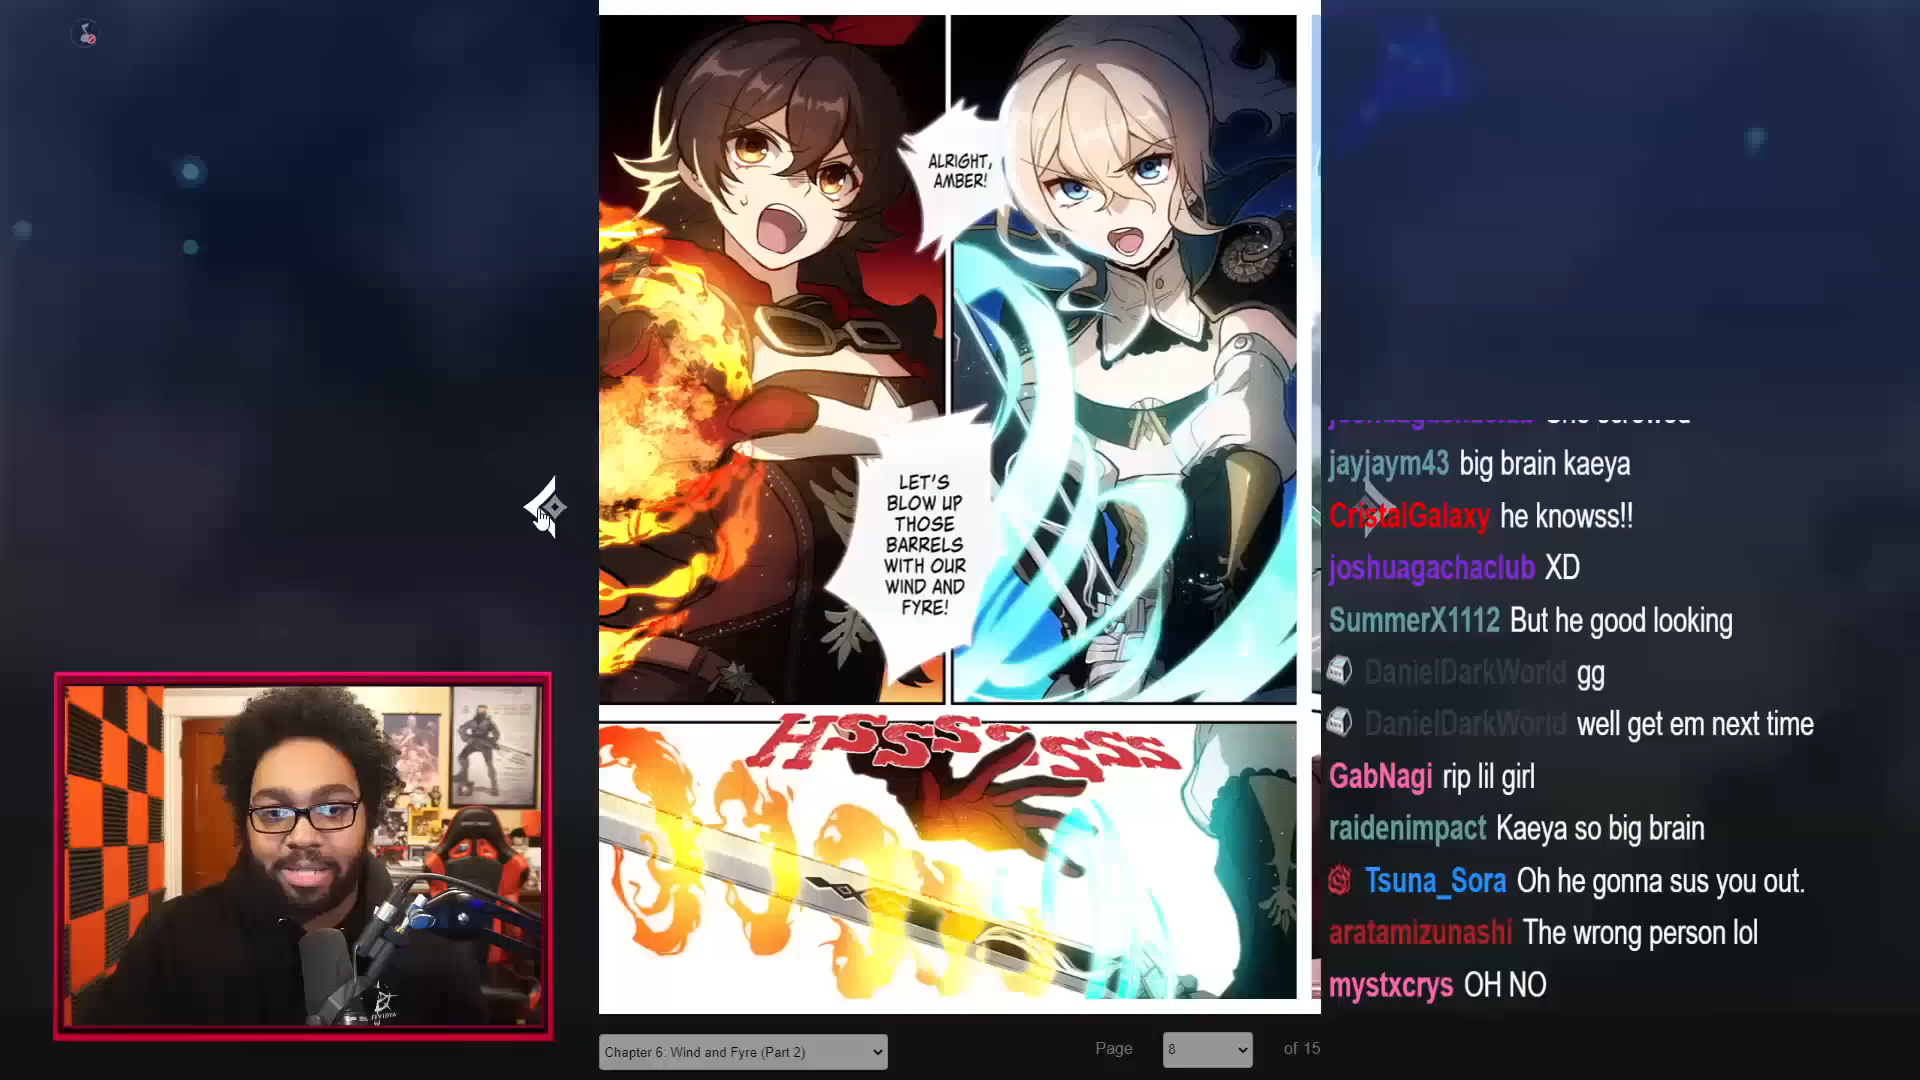 ALRIGHT,
AMBER!
LET'S
BLOW UP
THOSE
BARRELS
WITH OUR
WIND AND
FYRE!
HSSSSSSS
jayjaym43 big brain kaeya
CristalGalaxy he knowss!!
joshuagachaclub XD
SummerX1112 But he good looking
DanielDarkWorld gg
DanielDarkWorld well get em next time
GabNagi rip lil girl
raidenimpact Kaeya so big brain
Tsuna_Sora Oh he gonna sus you out.
aratamizunashi The wrong person lol
mystxcrys OH NO
Chapter 6: Wind and Fyre (Part 2)
Page 8 of 15